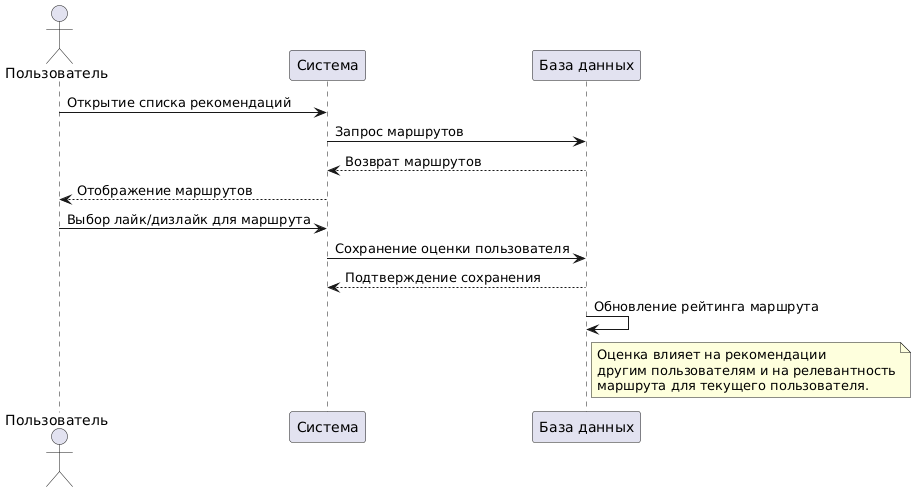 Пользователь
Система
База данных
Открытие списка рекомендаций
Запрос маршрутов
Возврат маршрутов
Отображение маршрутов
Выбор лайк/дизлайк для маршрута
Сохранение оценки пользователя
Подтверждение сохранения
Обновление рейтинга маршрута
Оценка влияет на рекомендации
другим пользователям и на релевантность
маршрута для текущего пользователя.
Пользователь
Система
База данных